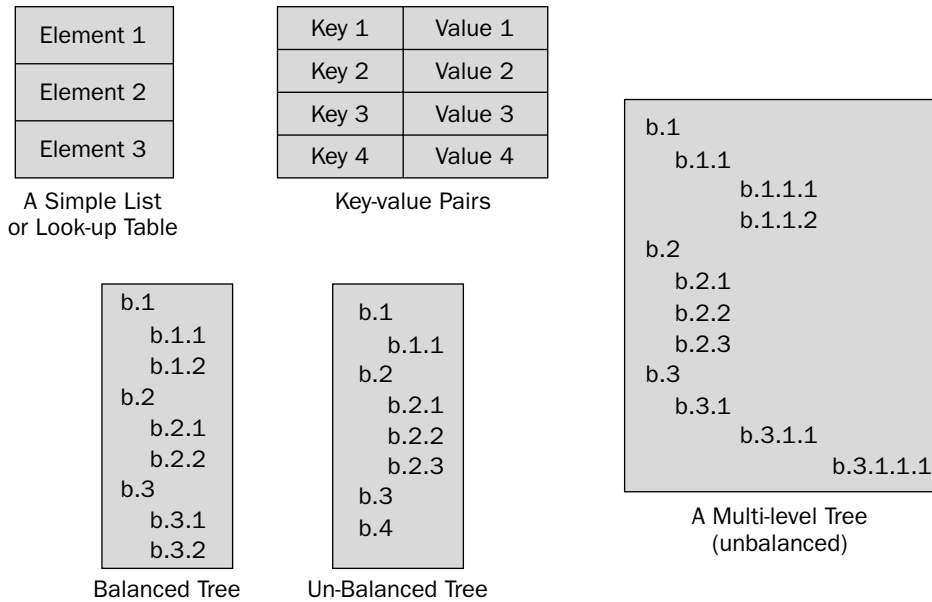 Element 1
Element 2
Element 3
A Simple List
or Look-up Table
Key 1 Value 1
Key 2 Value 2
Key 3 Value 3
Key 4 Value 4
Key-value Pairs
b.1
b.1.1
b.1.2
b.2
b.2.1
b.2.2
b.3
b.3.1
b.3.2
Balanced Tree
b.1
b.1.1
b.2
b.2.1
b.2.2
b.2.3
b.3
b.4
Un-Balanced Tree
b.1
b.1.1
b.1.1.1
b.1.1.2
b.2
b.2.1
b.2.2
b.2.3
b.3
b.3.1
b.3.1.1
b.3.1.1.1
A Multi-level Tree
(unbalanced)